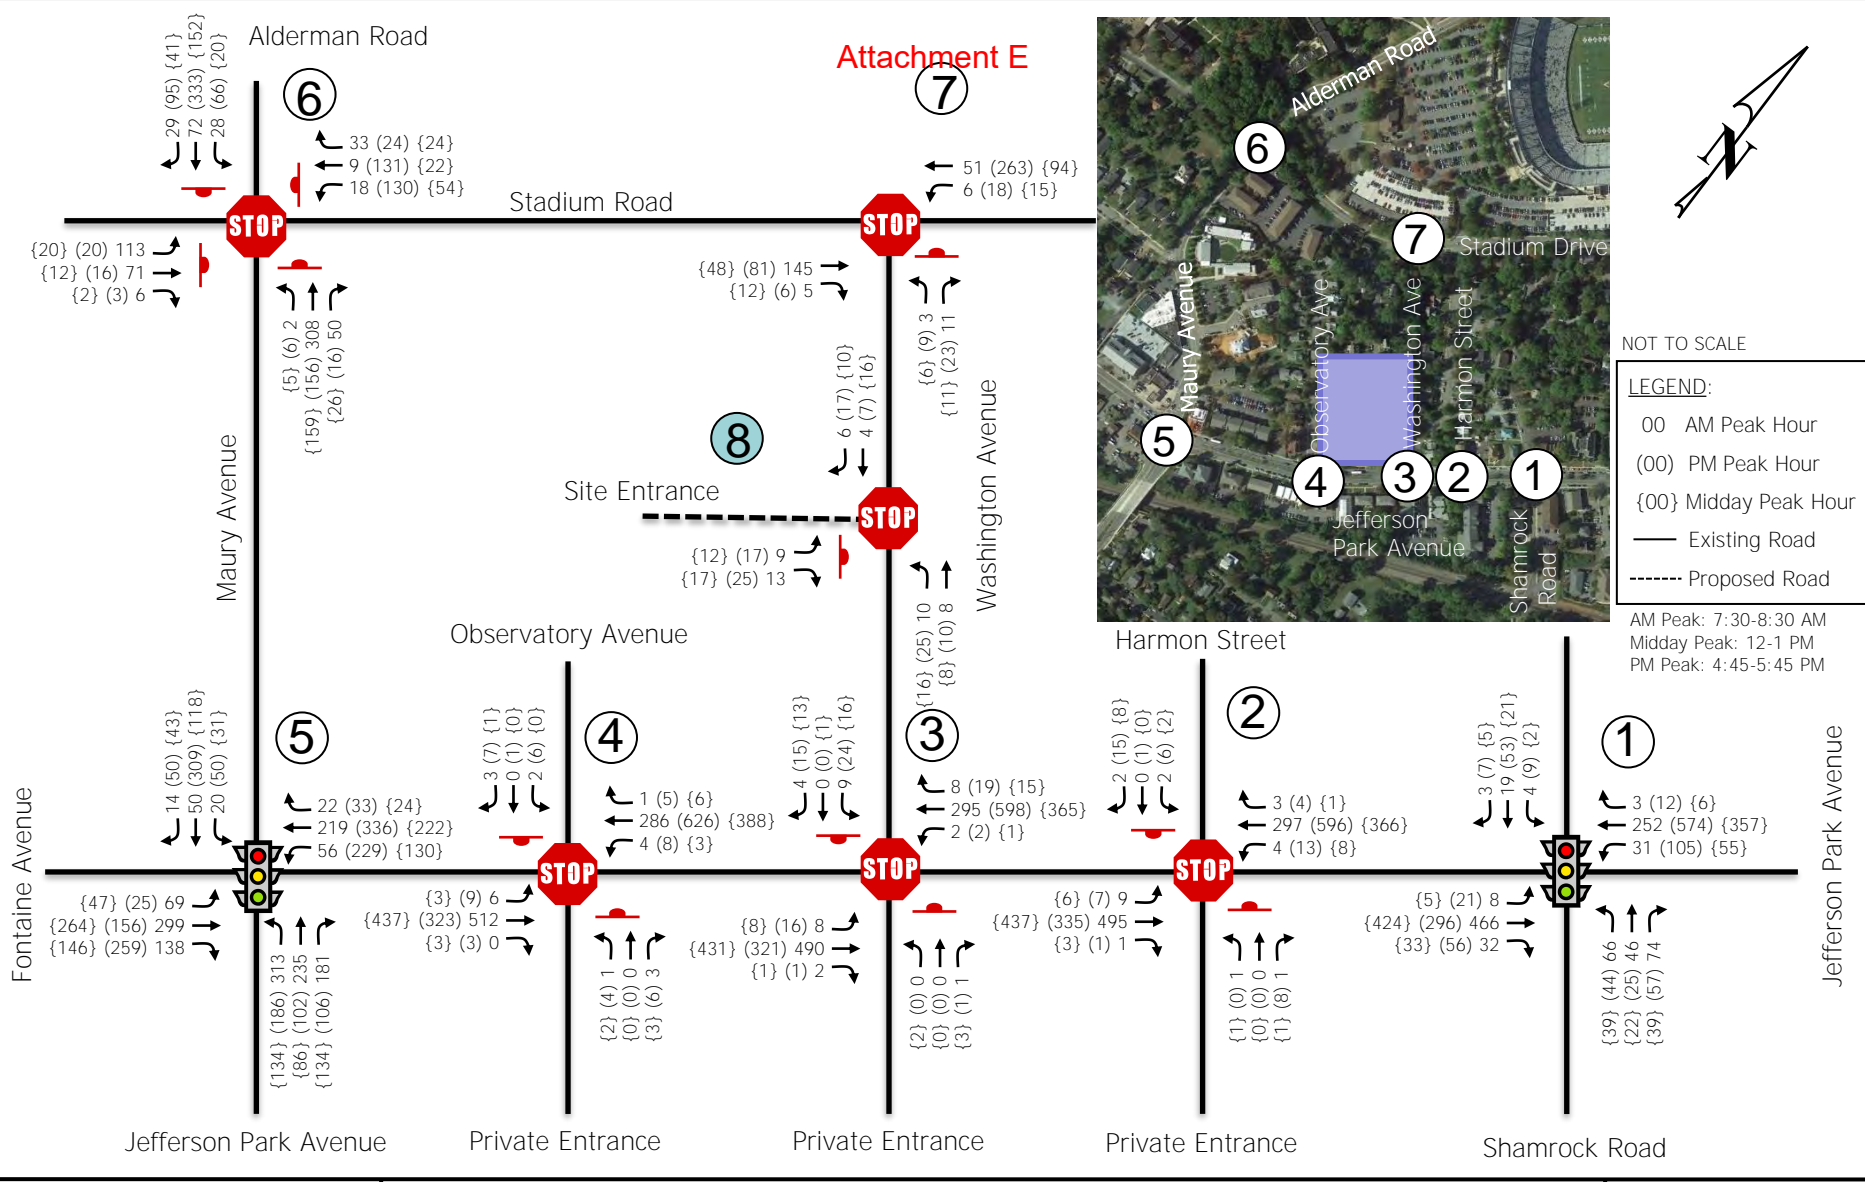 Attachment E
Alderman Road
29 (95) {41}
72 (333) {152}
28 (66) {20}
6
33 (24) {24}
9 (131) {22}
18 (130) {54}
STOP
{20} (20) 113
{12} (16) 71
{2} (3) 6
{5} (6) 2
{159} (156) 308
{26} (16) 50
Stadium Road
7
51 (263) {94}
6 (18) {15}
STOP
{48} (81) 145
{12} (6) 5
{6} (9) 3
{11} (23) 11
Maury Avenue
8
Site Entrance
6 (17) {10}
4 (7) {16}
STOP
{12} (17) 9
{17} (25) 13
{16} (25) 10
{8} (10) 8
Washington Avenue
Alderman Road
6
7
Stadium Drive
Maury Avenue
Observatory Ave
Washington Ave
Harmon Street
5
4
3
2
1
Jefferson
Park Avenue
Shamrock
Road
N
NOT TO SCALE
LEGEND:
00 AM Peak Hour
(00) PM Peak Hour
{00} Midday Peak Hour
Existing Road
Proposed Road
AM Peak: 7:30-8:30 AM
Midday Peak: 12-1 PM
PM Peak: 4:45-5:45 PM
Fontaine Avenue
14 (50) {43}
50 (309) {118}
20 (50) {31}
5
22 (33) {24}
219 (336) {222}
56 (229) {130}
{47} (25) 69
{264} (156) 299
{146} (259) 138
{134} (186) 313
{86} (102) 235
{134} (106) 181
Jefferson Park Avenue
Observatory Avenue
3 (7) {1}
0 (1) {0}
2 (6) {0}
4
1 (5) {6}
286 (626) {388}
4 (8) {3}
STOP
{3} (9) 6
{437} (323) 512
{3} (3) 0
{2} (4) 1
{0} (0) 0
{3} (6) 3
Private Entrance
4 (15) {13}
0 (0) {1}
9 (24) {16}
3
8 (19) {15}
295 (598) {365}
2 (2) {1}
STOP
{8} (16) 8
{431} (321) 490
{1} (1) 2
{2} (0) 0
{0} (0) 0
{3} (1) 1
Private Entrance
Harmon Street
2 (15) {8}
0 (1) {0}
2 (6) {2}
2
3 (4) {1}
297 (596) {366}
4 (13) {8}
STOP
{6} (7) 9
{437} (335) 495
{3} (1) 1
{1} (0) 1
{0} (0) 0
{1} (8) 1
Private Entrance
3 (7) {5}
19 (53) {21}
4 (9) {2}
1
3 (12) {6}
252 (574) {357}
31 (105) {55}
{5} (21) 8
{424} (296) 466
{33} (56) 32
{39} (44) 66
{22} (25) 46
{39} (57) 74
Shamrock Road
Jefferson Park Avenue